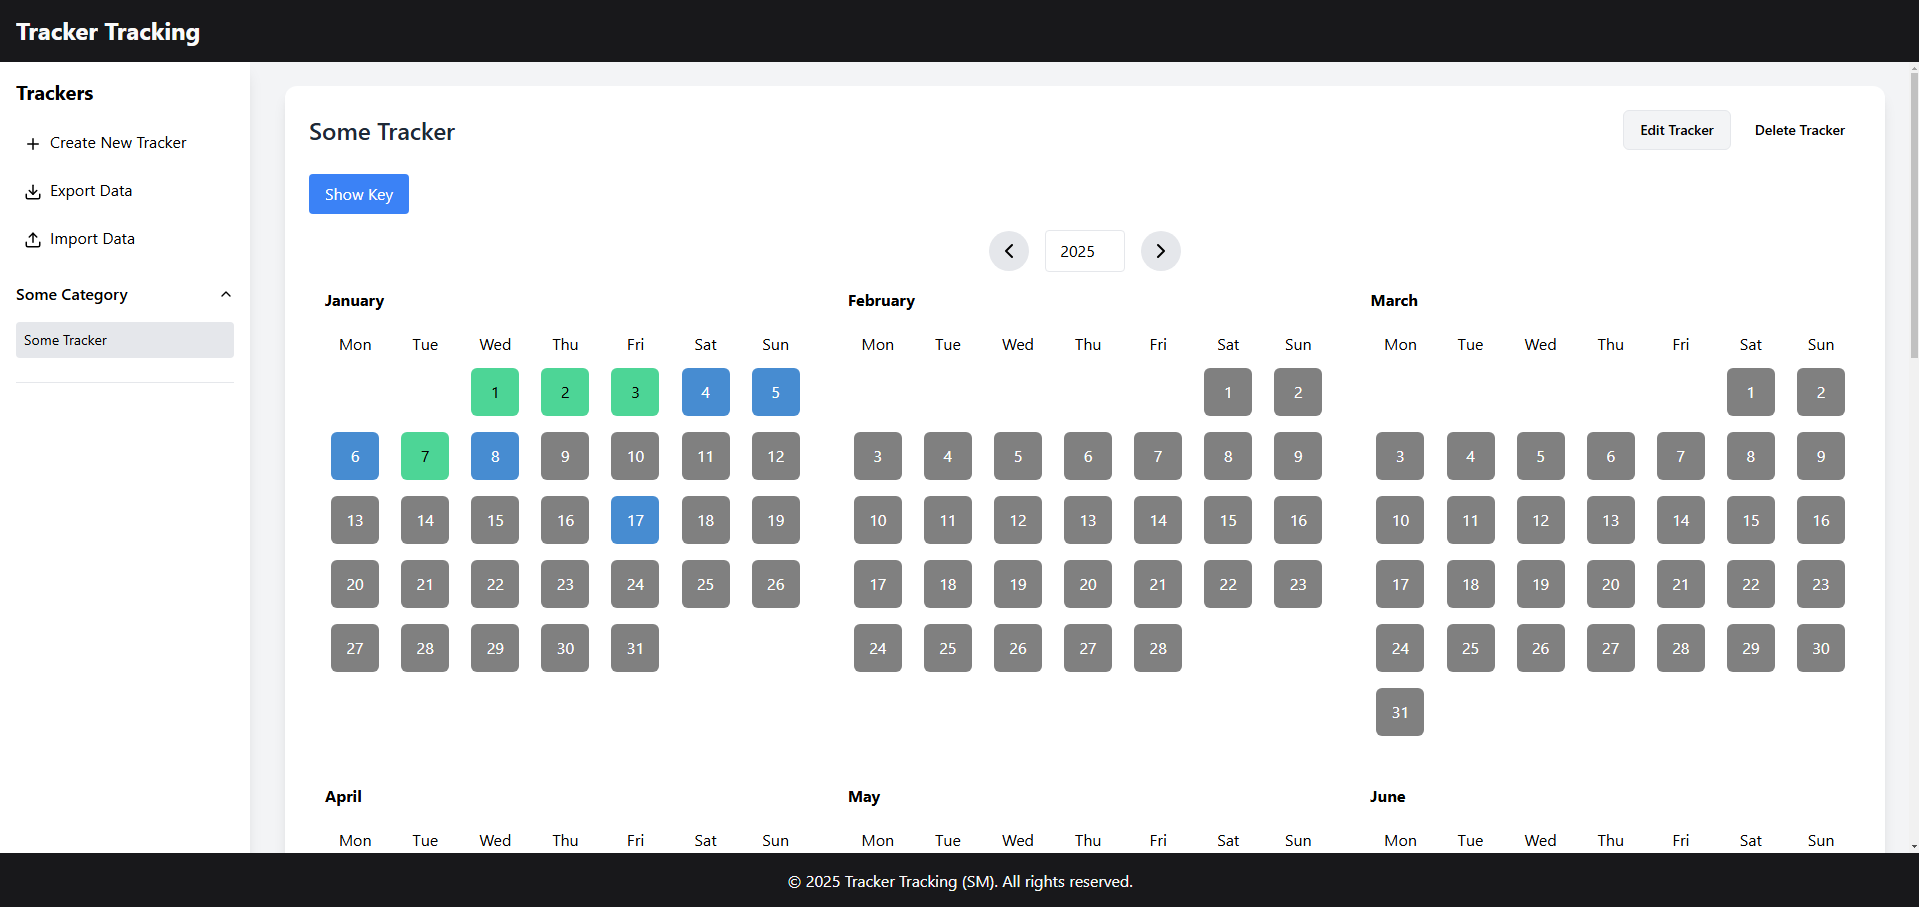 Tracker Tracking
Trackers
Create New Tracker
Export Data
Import Data
Some Category
Some Tracker
Some Tracker
Edit Tracker Delete Tracker
Show Key
2025
January
Mon Tue Wed Thu Fri Sat Sun
1 2 3 4 5
6 7 8 9 10 11 12
13 14 15 16 17 18 19
20 21 22 23 24 25 26
27 28 29 30 31
February
Mon Tue Wed Thu Fri Sat Sun
1 2
3 4 5 6 7 8 9
10 11 12 13 14 15 16
17 18 19 20 21 22 23
24 25 26 27 28
March
Mon Tue Wed Thu Fri Sat Sun
1 2
3 4 5 6 7 8 9
10 11 12 13 14 15 16
17 18 19 20 21 22 23
24 25 26 27 28 29 30
31
April
Mon Tue Wed Thu Fri Sat Sun
May
Mon Tue Wed Thu Fri Sat Sun
June
Mon Tue Wed Thu Fri Sat Sun
© 2025 Tracker Tracking (SM). All rights reserved.